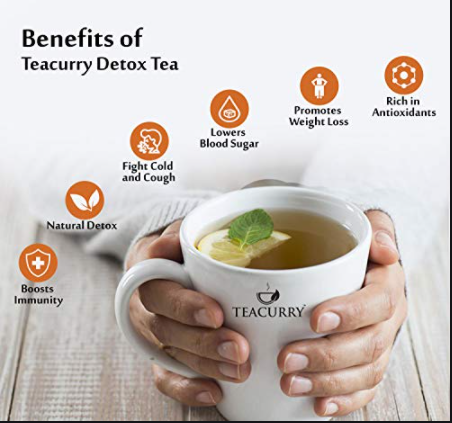 Benefits of
Teacurry Detox Tea
Rich in
Antioxidants
Promotes
Weight Loss
Lowers
Blood Sugar
Fight Cold
and Cough
Natural Detox
Boosts
Immunity
TEACURRY